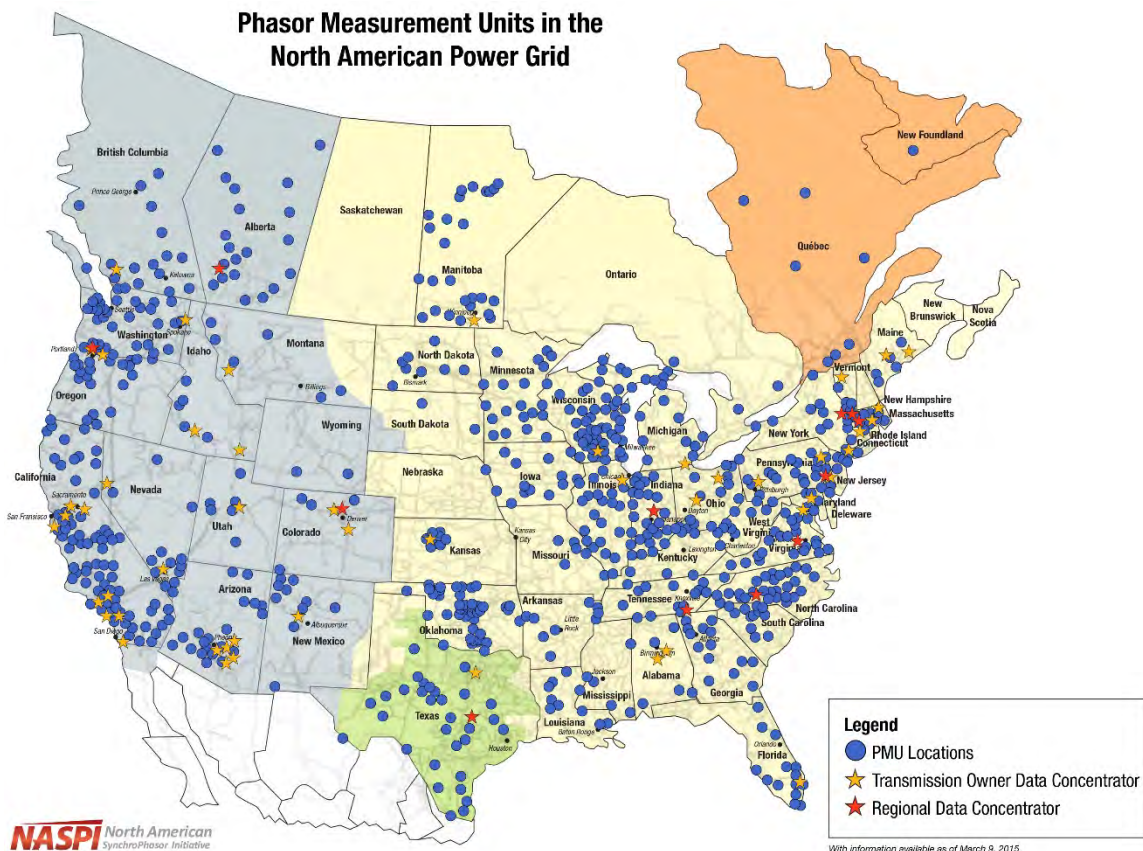 Phasor Measurement Units in the
North American Power Grid
British Columbia
Prince George
Alberta
Kelowna
Saskatchewan
Manitoba
Winnipeg
Ontario
Québec
New Foundland
New
Brunswick
Nova
Scotia
Maine
Vermont
New Hampshire
Massachusetts
Rhode Island
Connecticut
New York
Seattle
Washington
Spokane
Portland
Oregon
Idaho
Montana
Billings
North Dakota
Bismark
Minnesota
Wisconsin
Milwaukee
Michigan
South Dakota
Wyoming
Nebraska
Iowa
Chicago
Illinois
Indiana
Ohio
Dayton
Pennsylvania
Pittsburgh
New Jersey
Maryland
Deleware
West
Virginia
Charleston
Virginia
California
Sacramento
San Fransisco
Nevada
Utah
Colorado
Denver
Kansas
Kansas
City
Missouri
Kentucky
Lexington
Las Vegas
Arizona
Phoenix
San Diego
New Mexico
Albuquerque
Oklahoma
Arkansas
Little
Rock
Tennessee
Knoxville
North Carolina
South Carolina
Atlanta
Birmingham
Alabama
Georgia
Jackson
Mississippi
Louisiana
Baton Rouge
Texas
Houston
Orlando
Florida
Legend
PMU Locations
Transmission Owner Data Concentrator
Regional Data Concentrator
With information available as of March 9, 2015
NASPI North American
SynchroPhasor Initiative